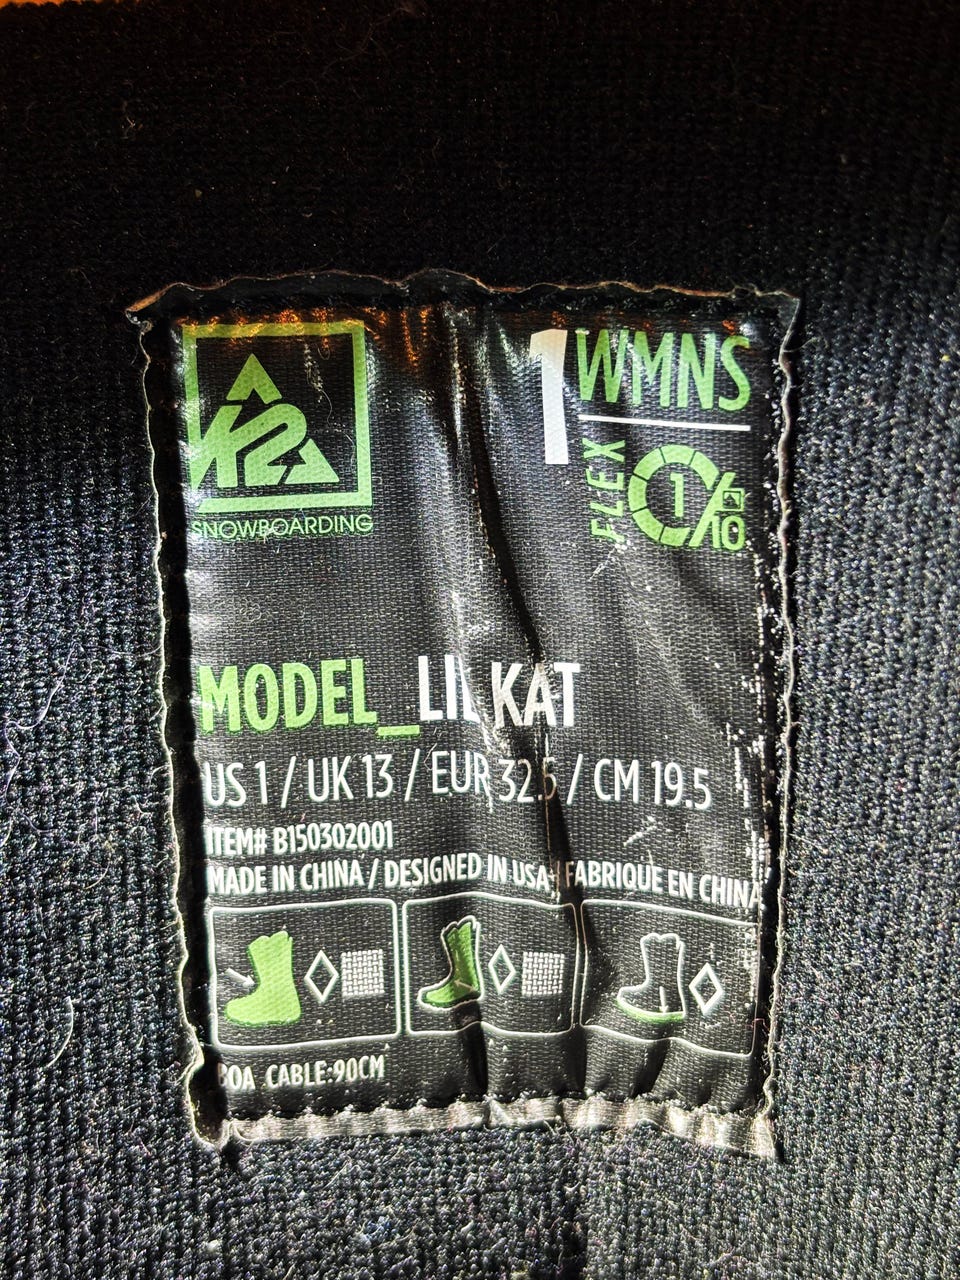 K2
SNOWBOARDING
1 WMNS
FLEX 1/10
MODEL_LIL KAT
US 1 / UK 13 / EUR 32.5 / CM 19.5
ITEM# B150302001
MADE IN CHINA / DESIGNED IN USA / FABRIQUE EN CHINA
BOA CABLE:90CM